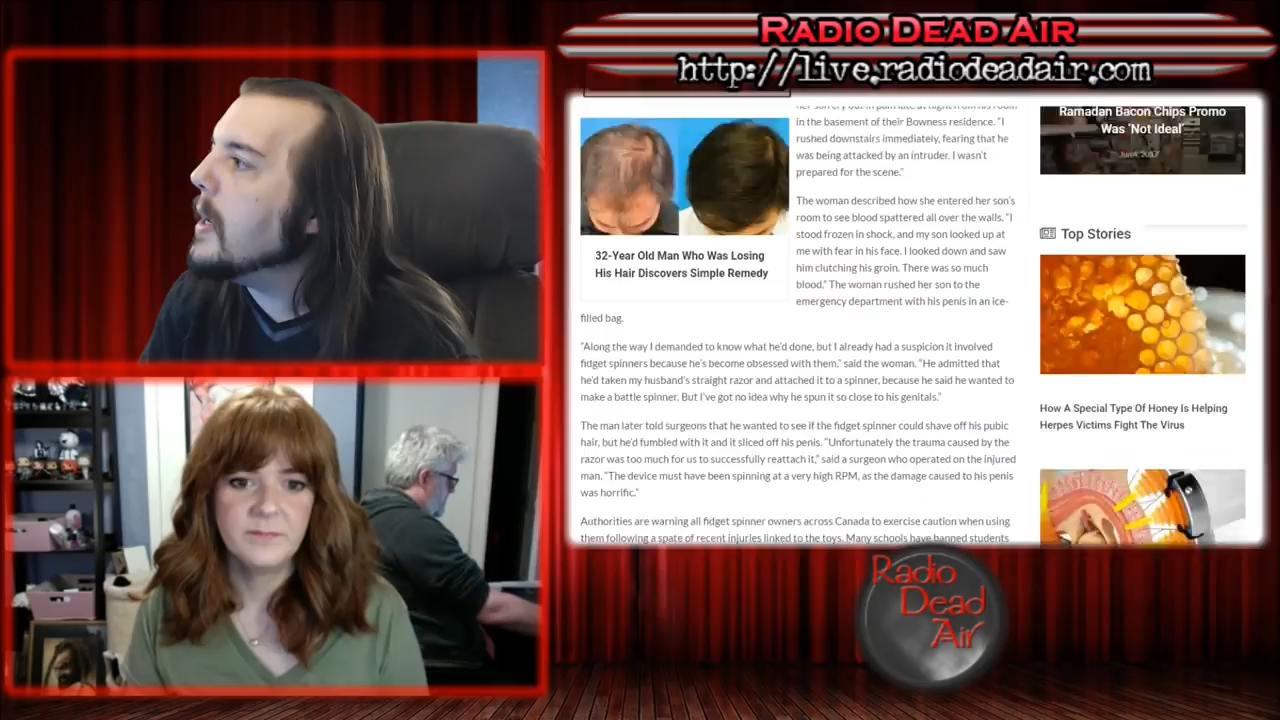 Radio Dead Air
http://live.radiodeadair.com
in the basement of their Bowness residence. "I
rushed downstairs immediately, fearing that he
was being attacked by an intruder. I wasn't
prepared for the scene."
The woman described how she entered her son's
room to see blood spattered all over the walls. "I
stood frozen in shock, and my son looked up at
me with fear in his face. I looked down and saw
him clutching his groin. There was so much
blood." The woman rushed her son to the
emergency department with his penis in an ice-
filled bag.
32-Year Old Man Who Was Losing
His Hair Discovers Simple Remedy
"Along the way I demanded to know what he'd done, but I already had a suspicion it involved
fidget spinners because he's become obsessed with them," said the woman. "He admitted that
he'd taken my husband's straight razor and attached it to a spinner, because he said he wanted to
make a battle spinner. But I've got no idea why he spun it so close to his genitals."
The man later told surgeons that he wanted to see if the fidget spinner could shave off his pubic
hair, but he'd fumbled with it and it sliced off his penis. "Unfortunately the trauma caused by the
razor was too much for us to successfully reattach it," said a surgeon who operated on the injured
man. "The device must have been spinning at a very high RPM, as the damage caused to his penis
was horrific."
Authorities are warning all fidget spinner owners across Canada to exercise caution when using
them following a spate of recent injuries linked to the toys. Many schools have banned students
Ramadan Bacon Chips Promo
Was 'Not Ideal'
Top Stories
How A Special Type Of Honey Is Helping
Herpes Victims Fight The Virus
Radio
Dead
Air